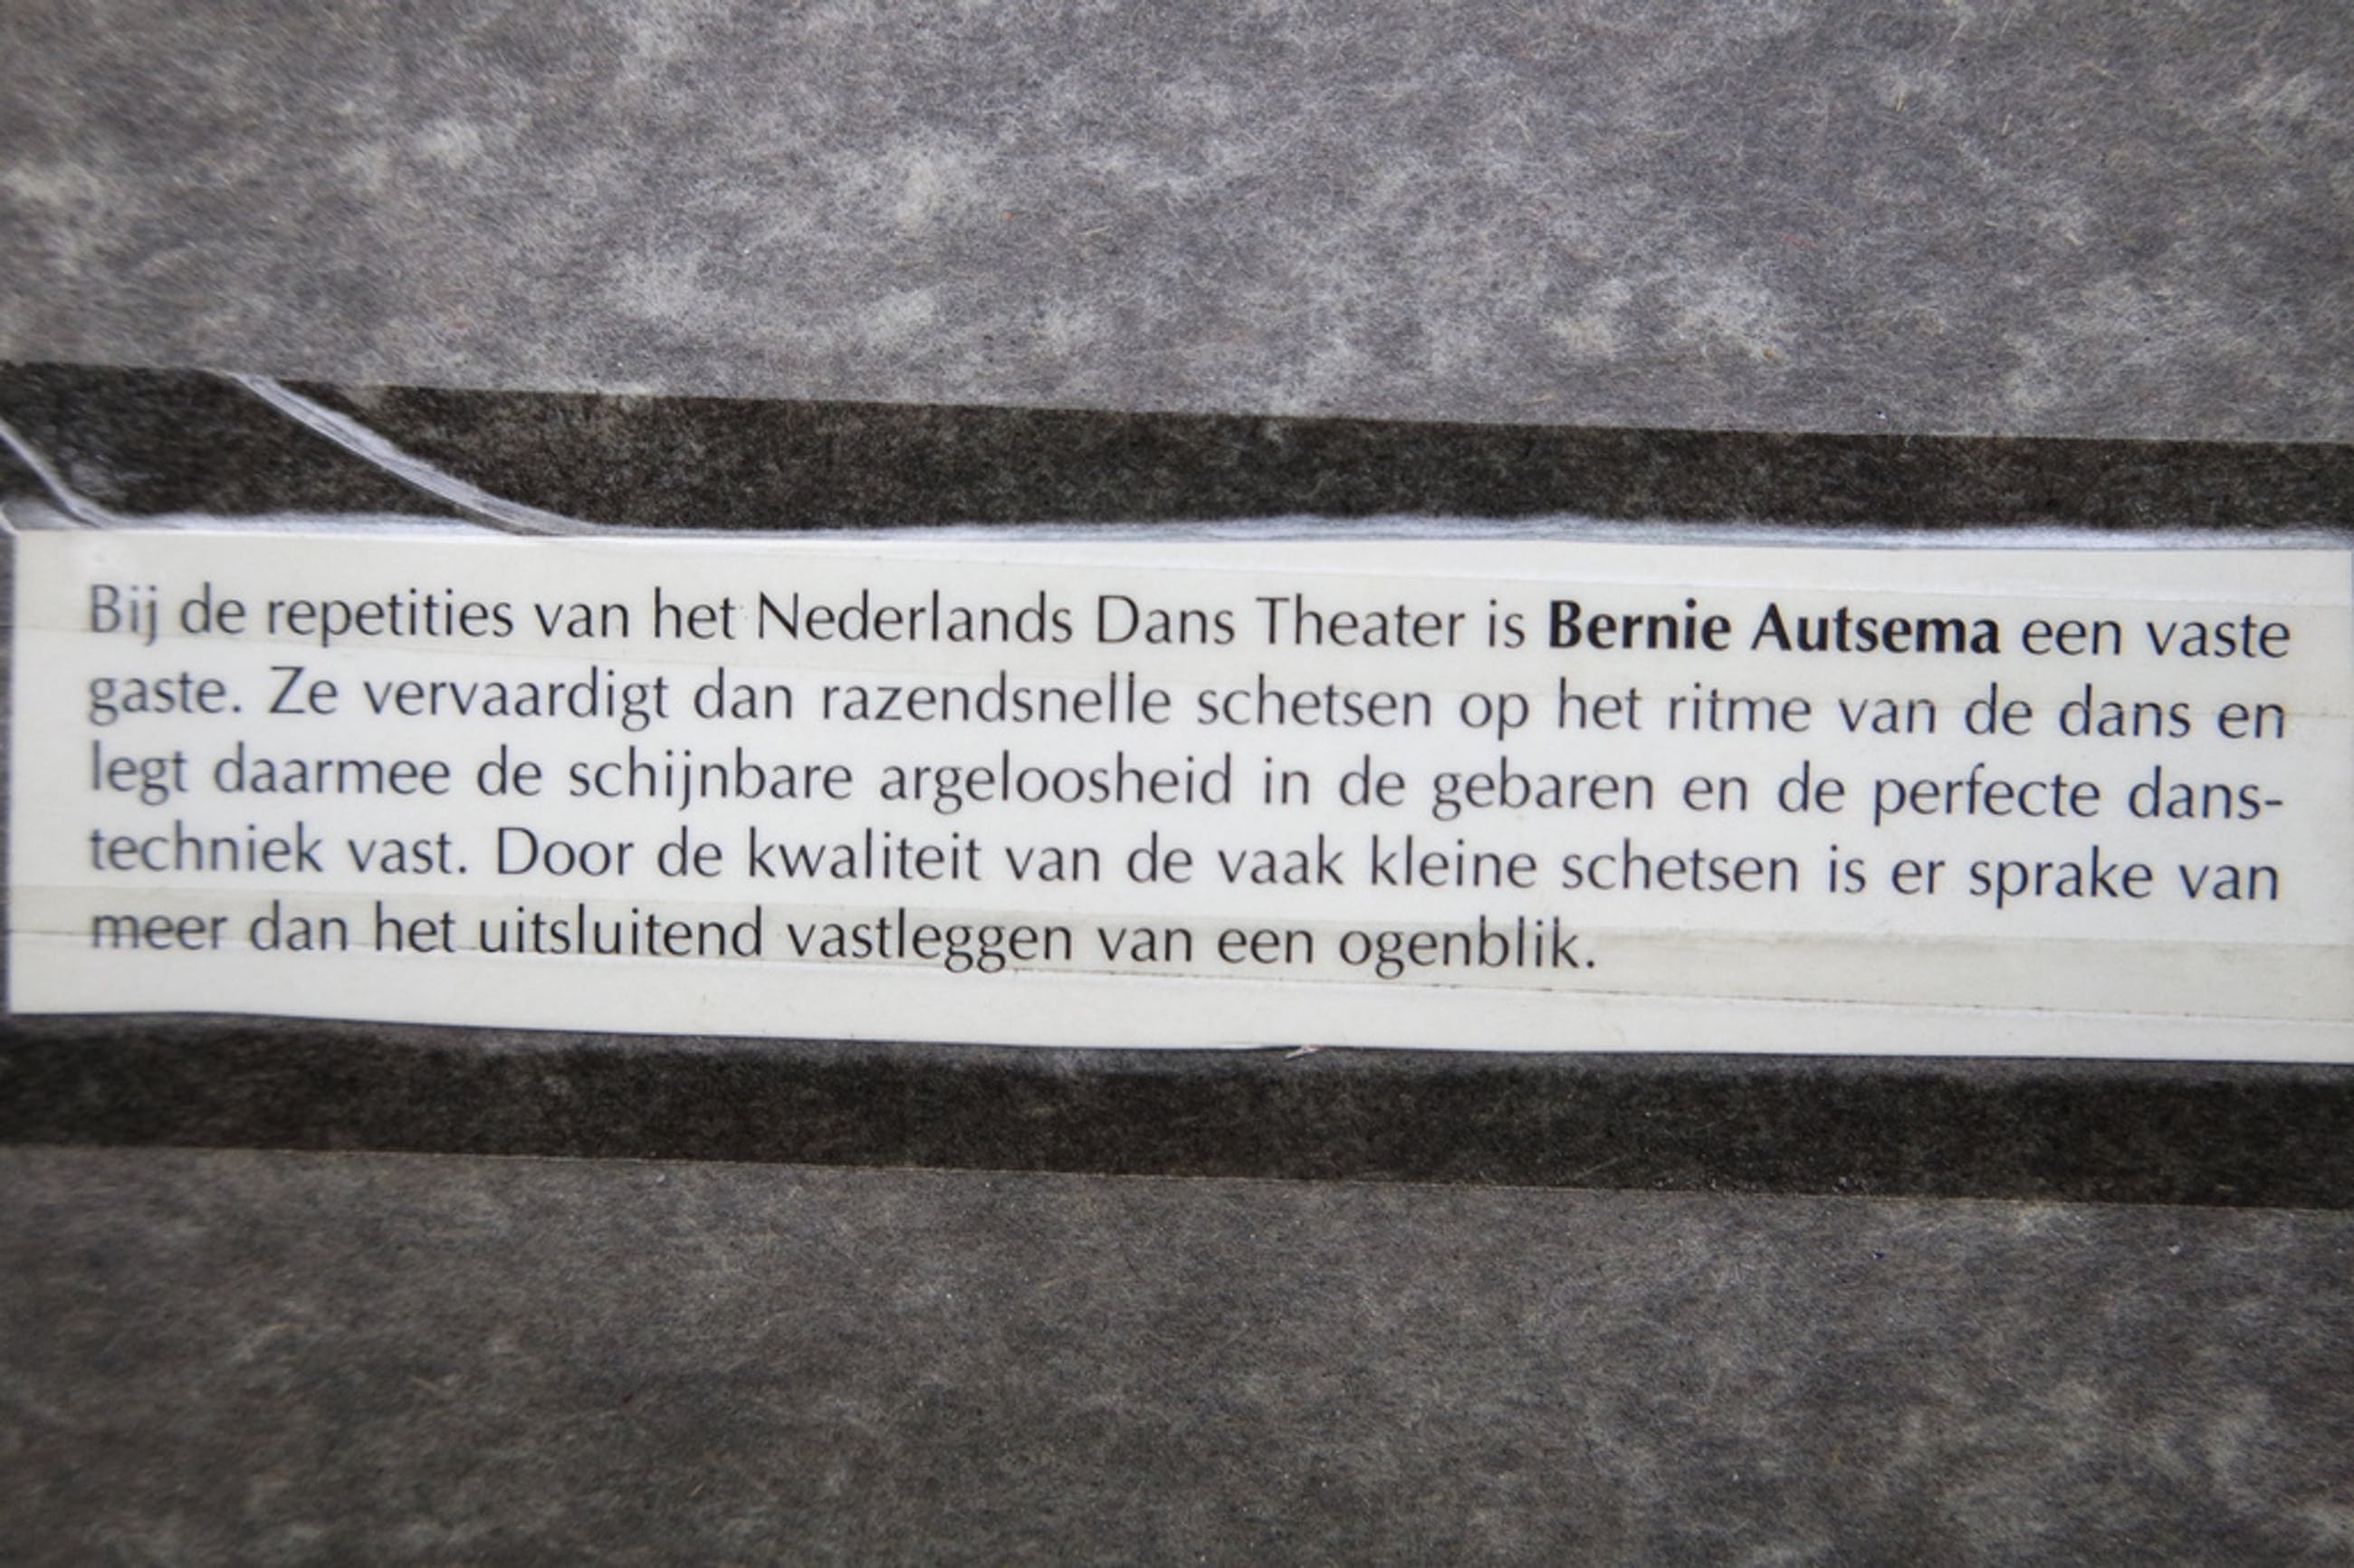 Bij de repetities van het Nederlands Dans Theater is Bernie Autsema een vaste
gaste. Ze vervaardigt dan razendsnelle schetsen op het ritme van de dans en
legt daarmee de schijnbare argeloosheid in de gebaren en de perfecte dans-
techniek vast. Door de kwaliteit van de vaak kleine schetsen is er sprake van
meer dan het uitsluitend vastleggen van een ogenblik.